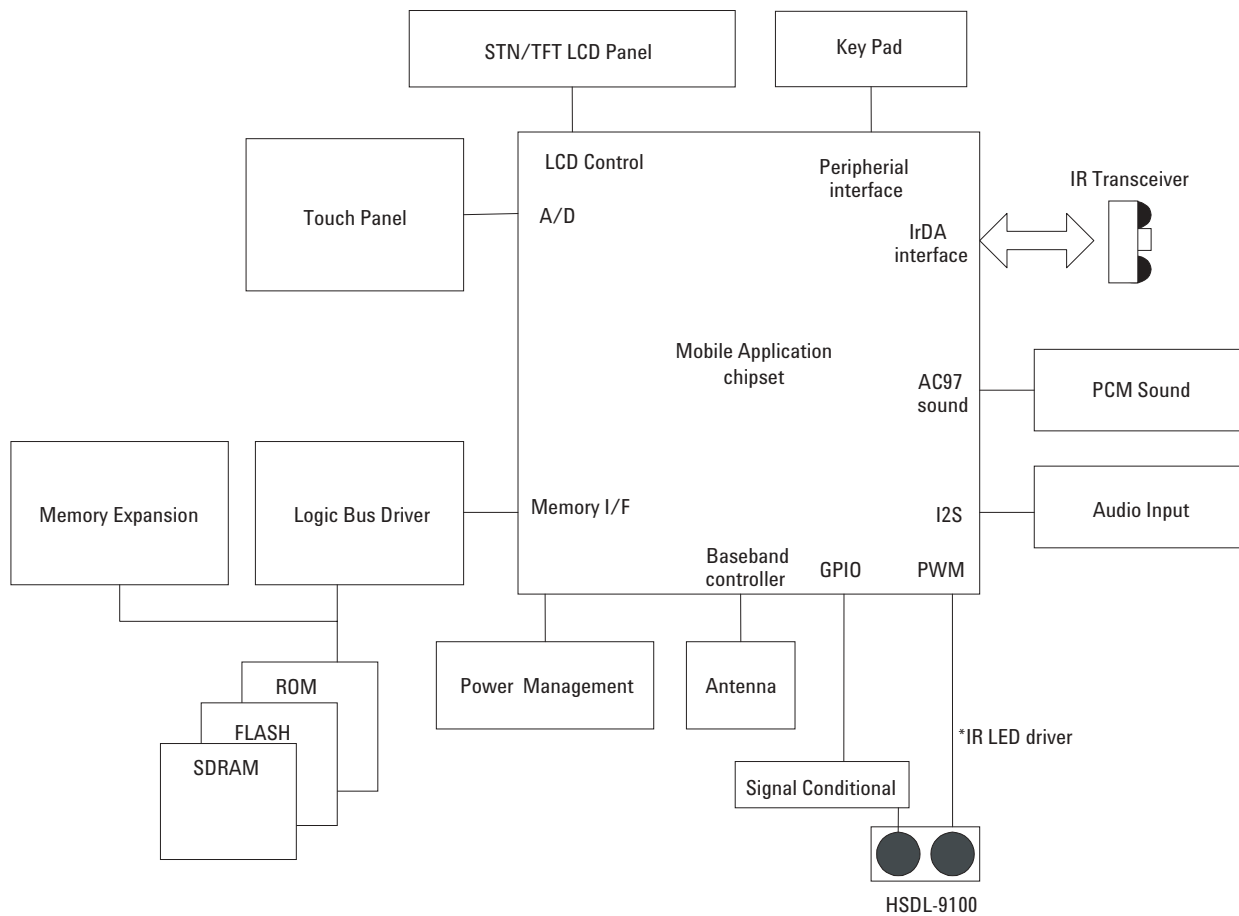 STN/TFT LCD Panel
Key Pad
LCD Control
Peripherial
interface
IR Transceiver
Touch Panel
A/D
IrDA
interface
Mobile Application
chipset
AC97
sound
PCM Sound
Memory Expansion
Logic Bus Driver
Memory I/F
I2S
Audio Input
Baseband
controller
GPIO
PWM
Power Management
Antenna
ROM
FLASH
SDRAM
*IR LED driver
Signal Conditional
HSDL-9100